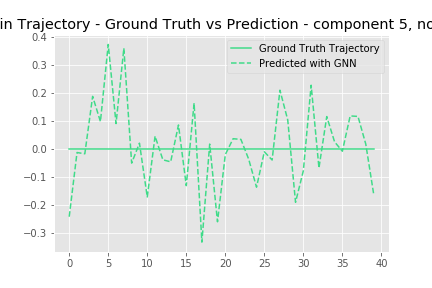 in Trajectory - Ground Truth vs Prediction - component 5, no
Ground Truth Trajectory
Predicted with GNN
0.4
0.3
0.2
0.1
0.0
−0.1
−0.2
−0.3
0 5 10 15 20 25 30 35 40